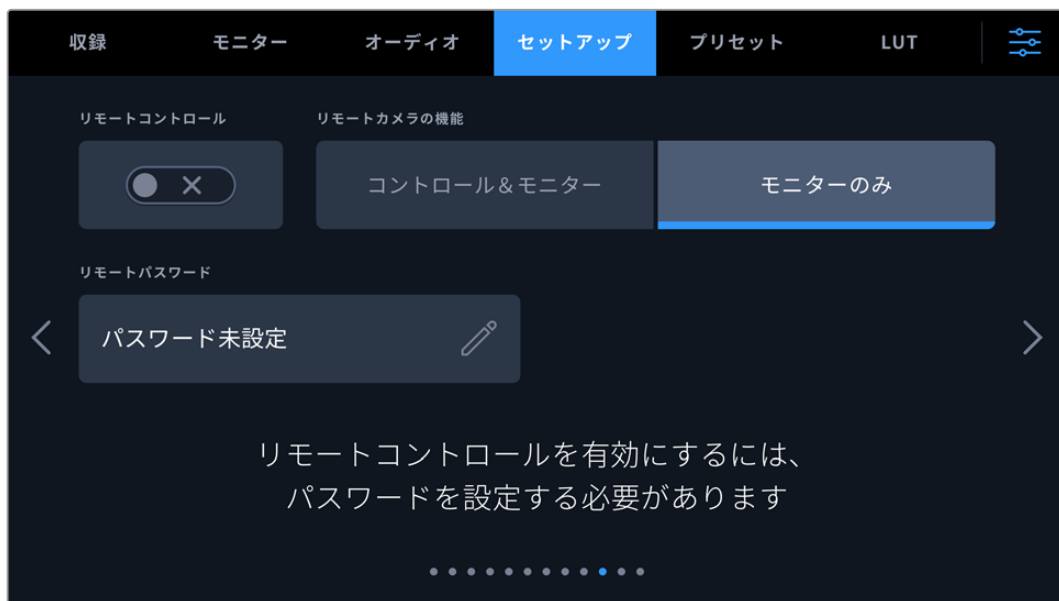 収録 モニター オーディオ セットアップ プリセット LUT
リモートコントロール リモートカメラの機能
コントロール＆モニター モニターのみ
リモートパスワード
パスワード未設定
リモートコントロールを有効にするには、
パスワードを設定する必要があります